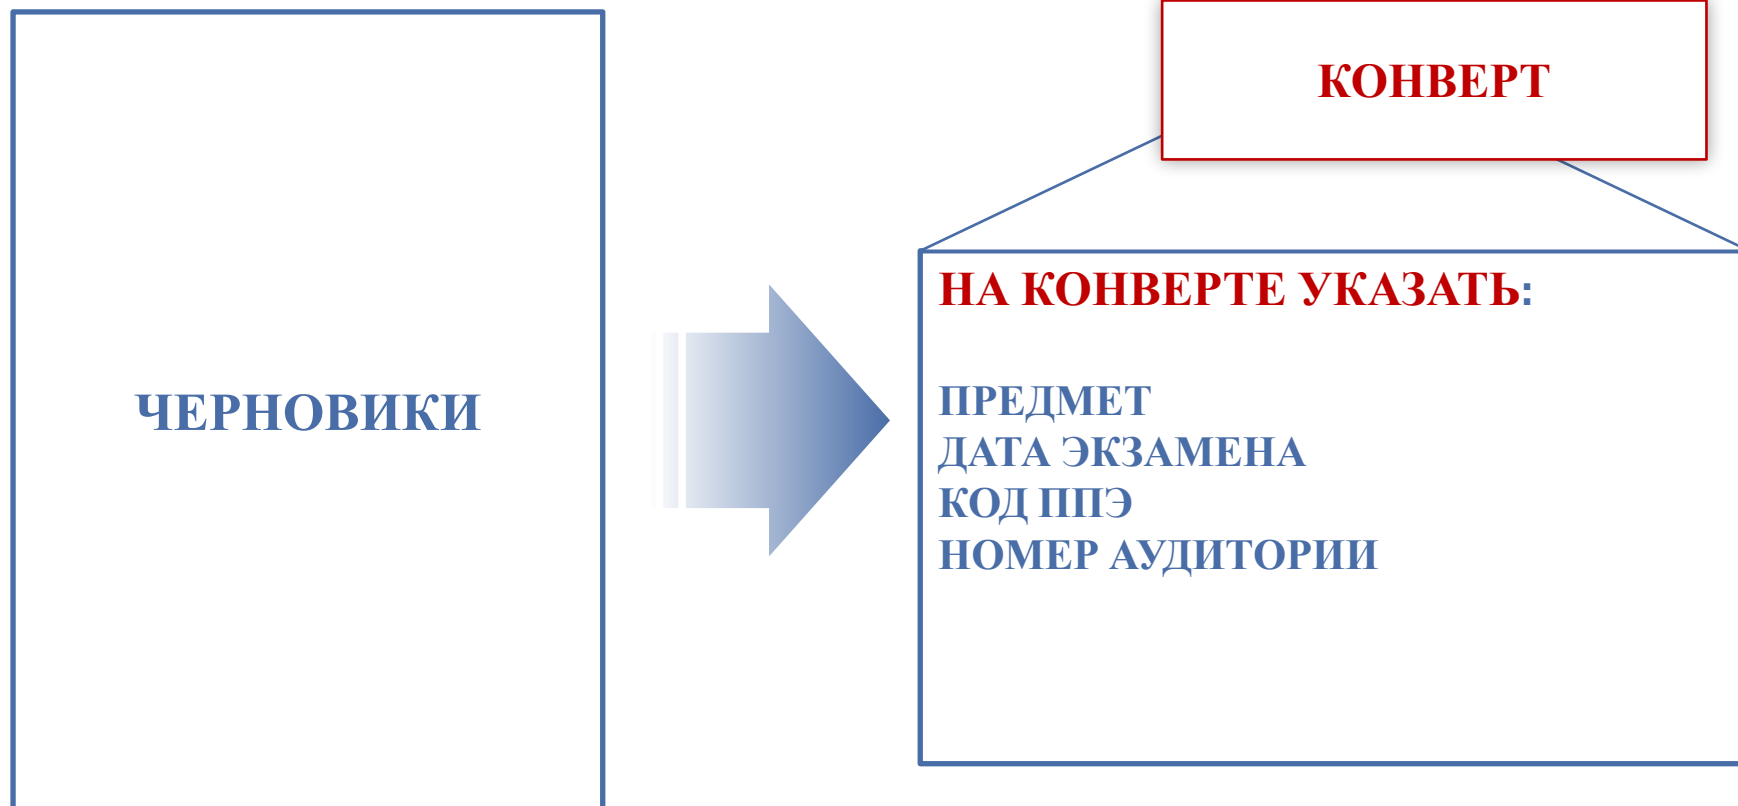 ЧЕРНОВИКИ
КОНВЕРТ
НА КОНВЕРТЕ УКАЗАТЬ:
ПРЕДМЕТ
ДАТА ЭКЗАМЕНА
КОД ППЭ
НОМЕР АУДИТОРИИ